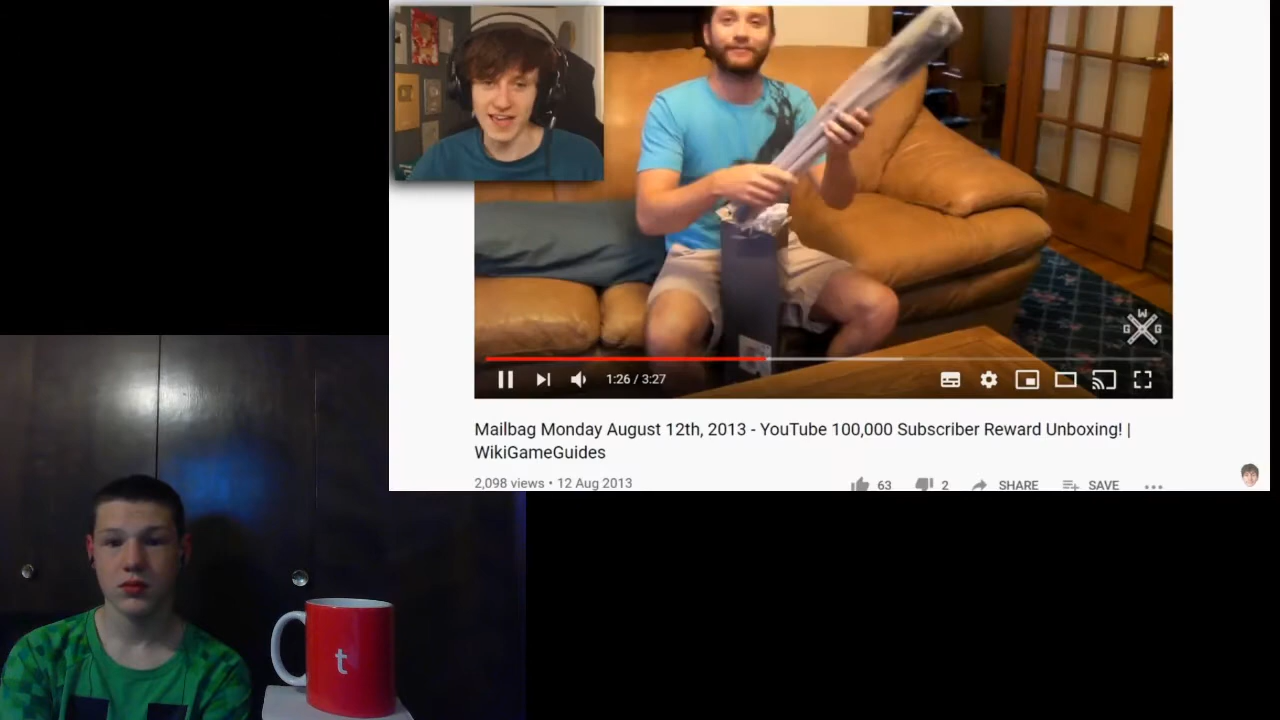 W
G G
1:26 / 3:27
Mailbag Monday August 12th, 2013 - YouTube 100,000 Subscriber Reward Unboxing! |
WikiGameGuides
2,098 views • 12 Aug 2013
63
2
SHARE
SAVE
t